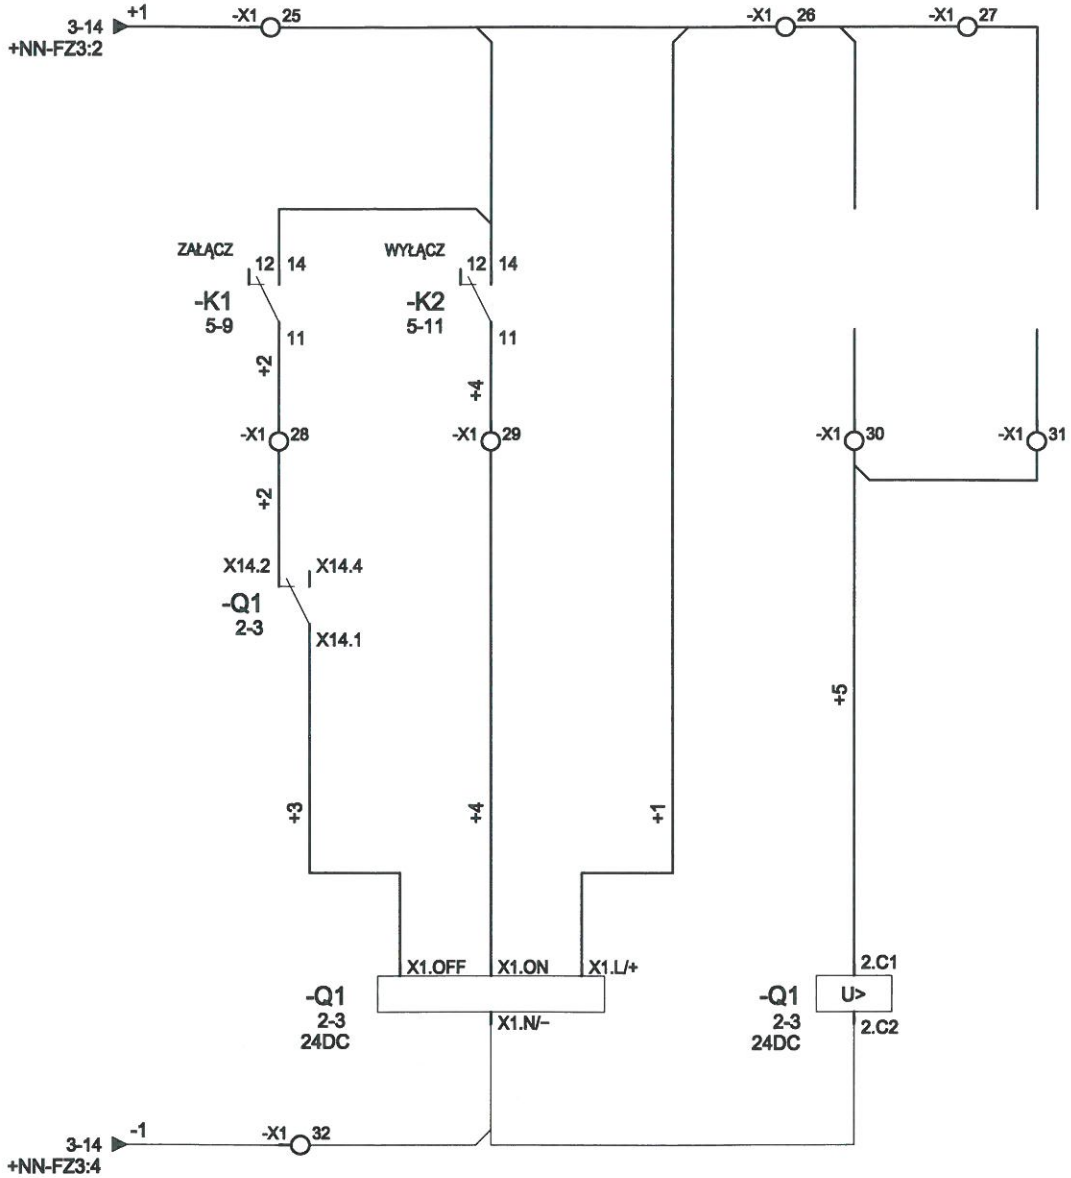 3-14 +1 -X1 25 -X1 26 -X1 27
+NN-FZ3:2
ZAŁĄCZ WYŁĄCZ
12 14 12 14
-K1 -K2
5-9 5-11
11 11
+2 +4
-X1 28 -X1 29 -X1 30 -X1 31
+2
X14.2 X14.4
-Q1
2-3
X14.1
+5
+3 +4 +1
X1.OFF X1.ON X1.L/+ 2.C1
-Q1 -Q1 U>
2-3 X1.N/– 2-3 2.C2
24DC 24DC
3-14 -1 -X1 32
+NN-FZ3:4